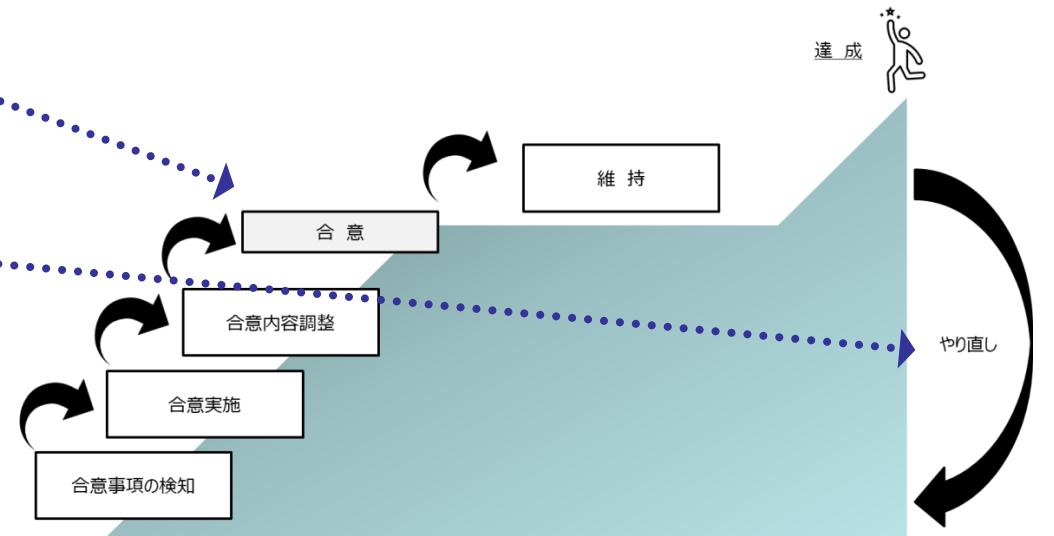 達 成
維 持
合 意
合意内容調整
やり直し
合意実施
合意事項の検知